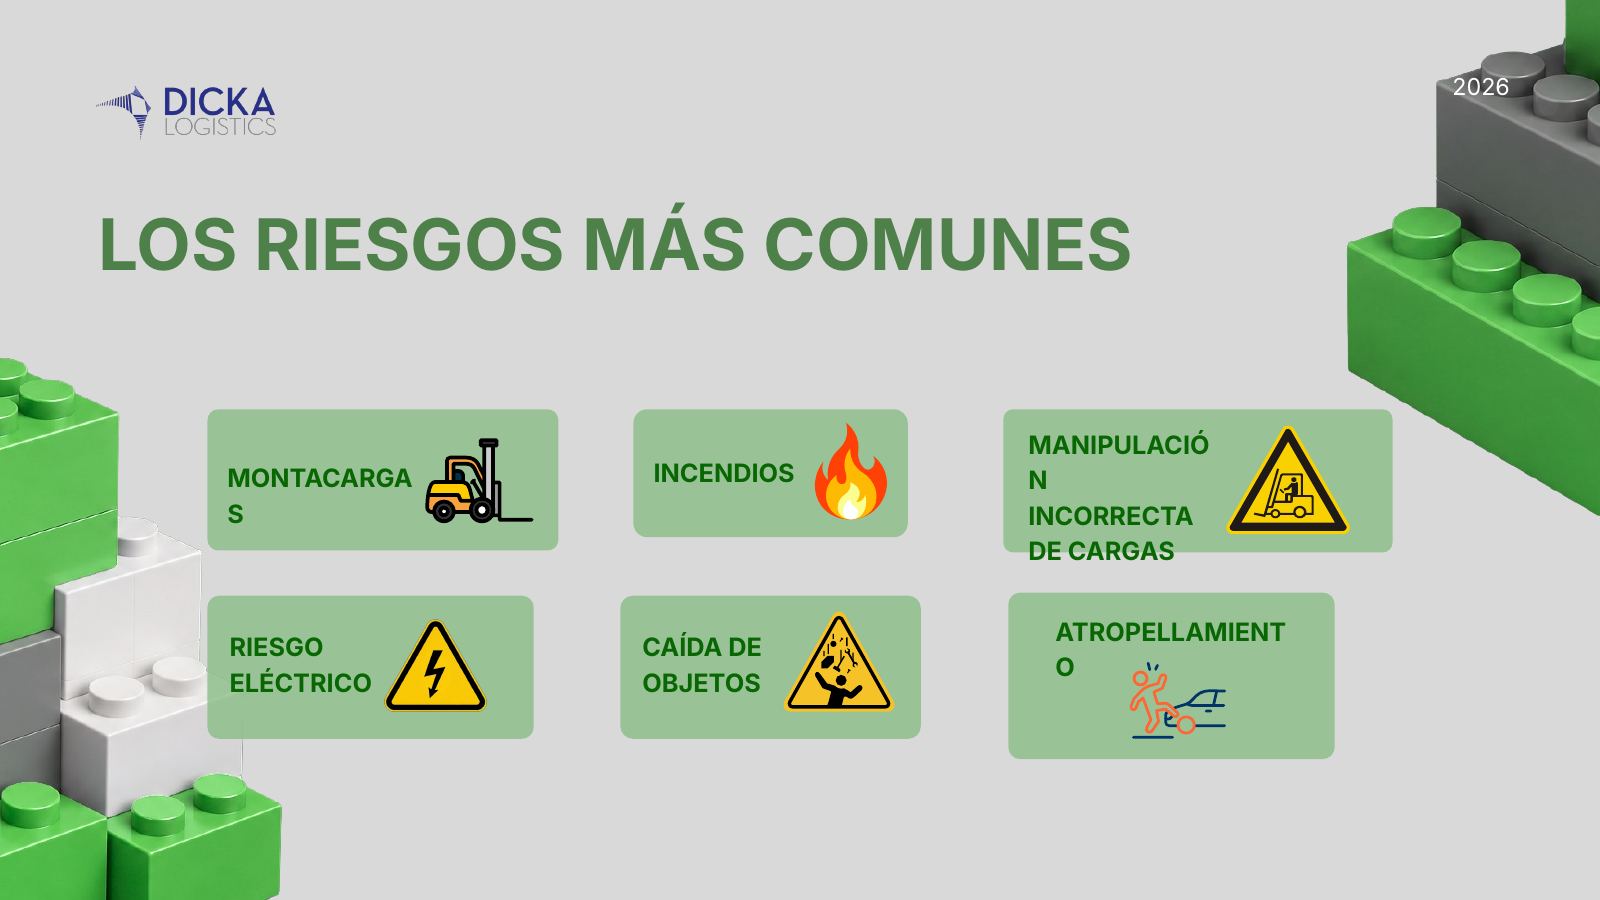 DICKA
LOGISTICS
2026
LOS RIESGOS MÁS COMUNES
MONTACARGA
S
INCENDIOS
MANIPULACIÓ
N
INCORRECTA
DE CARGAS
RIESGO
ELÉCTRICO
CAÍDA DE
OBJETOS
ATROPELLAMIENT
O